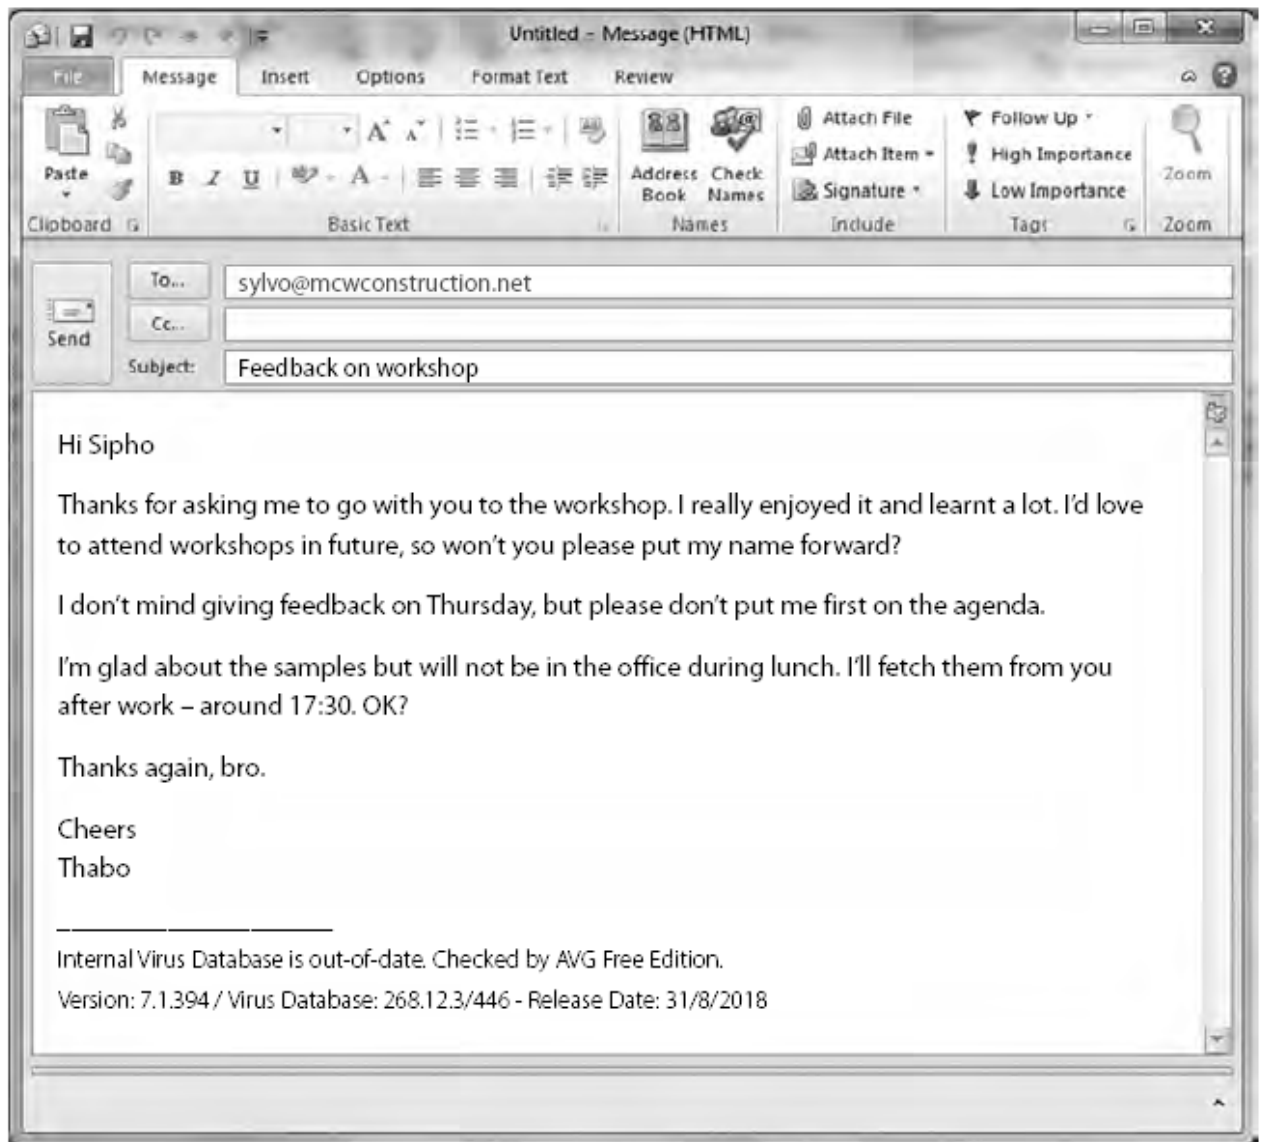 Untitled – Message (HTML)
File Message Insert Options Format Text Review
Paste
Clipboard
A A
B I U A
Basic Text
Address Book
Check Names
Names
Attach File
Attach Item
Signature
Include
Follow Up
High Importance
Low Importance
Tags
Zoom
Zoom
Send
To... sylvo@mcwconstruction.net
Cc...
Subject: Feedback on workshop
Hi Sipho
Thanks for asking me to go with you to the workshop. I really enjoyed it and learnt a lot. I’d love
to attend workshops in future, so won’t you please put my name forward?
I don’t mind giving feedback on Thursday, but please don’t put me first on the agenda.
I’m glad about the samples but will not be in the office during lunch. I’ll fetch them from you
after work – around 17:30. OK?
Thanks again, bro.
Cheers
Thabo
Internal Virus Database is out-of-date. Checked by AVG Free Edition.
Version: 7.1.394 / Virus Database: 268.12.3/446 - Release Date: 31/8/2018